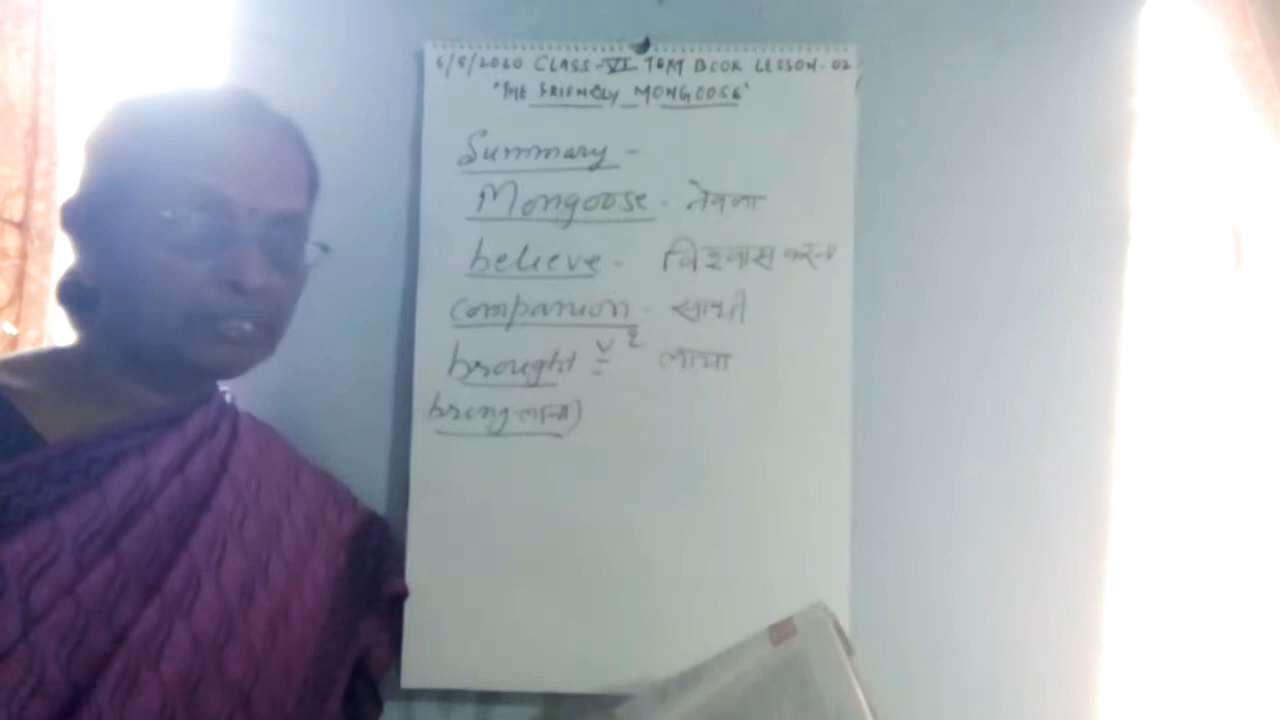 6/8/2020 CLASS-VI TEXT BOOK LESSON-02
"THE FRIENDLY MONGOOSE"
Summary -
Mongoose - नेवला
believe - विश्वास करना
Companion - साथी
brought - V2 लाया
bring लाना)